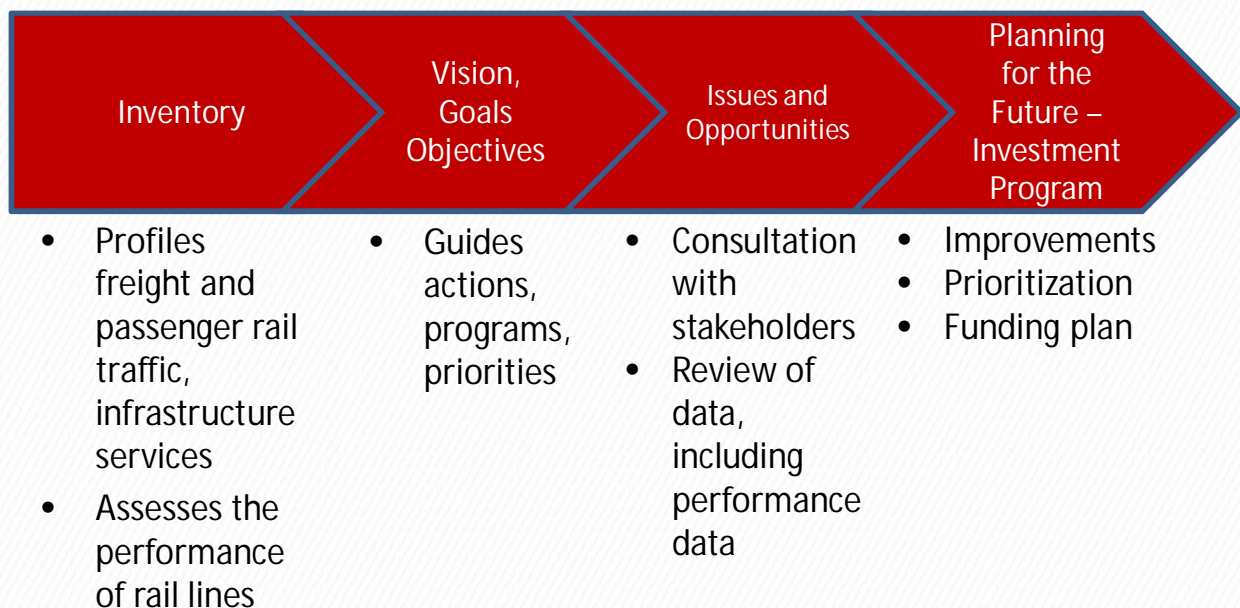 Inventory
Vision,
Goals
Objectives
Issues and
Opportunities
Planning
for the
Future –
Investment
Program
• Profiles
freight and
passenger rail
traffic,
infrastructure
services
• Assesses the
performance
of rail lines
• Guides
actions,
programs,
priorities
• Consultation
with
stakeholders
• Review of
data,
including
performance
data
• Improvements
• Prioritization
• Funding plan